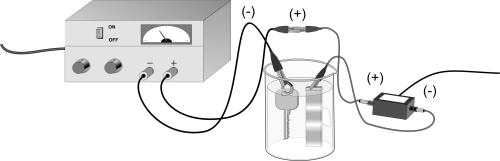 ON
OFF
− +
(-)
(+)
(+)
(-)